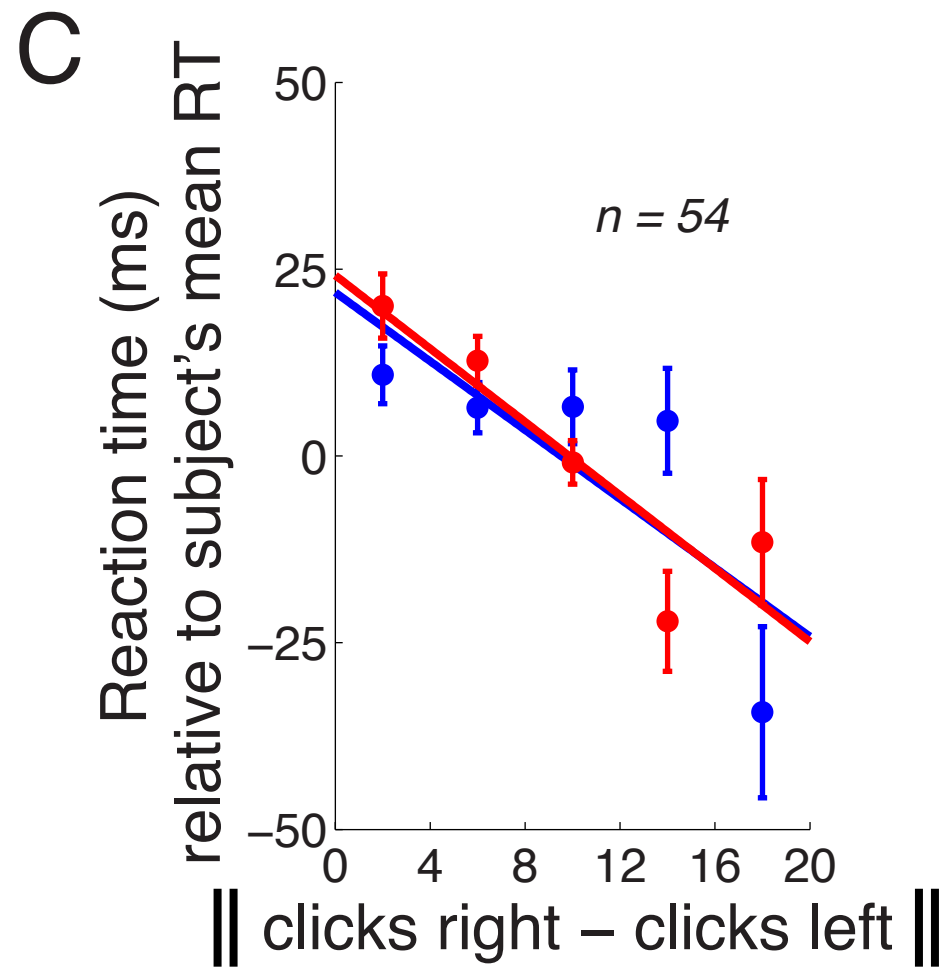 C
Reaction time (ms)
relative to subject's mean RT
50
25
0
−25
−50
n = 54
0 4 8 12 16 20
‖ clicks right – clicks left ‖